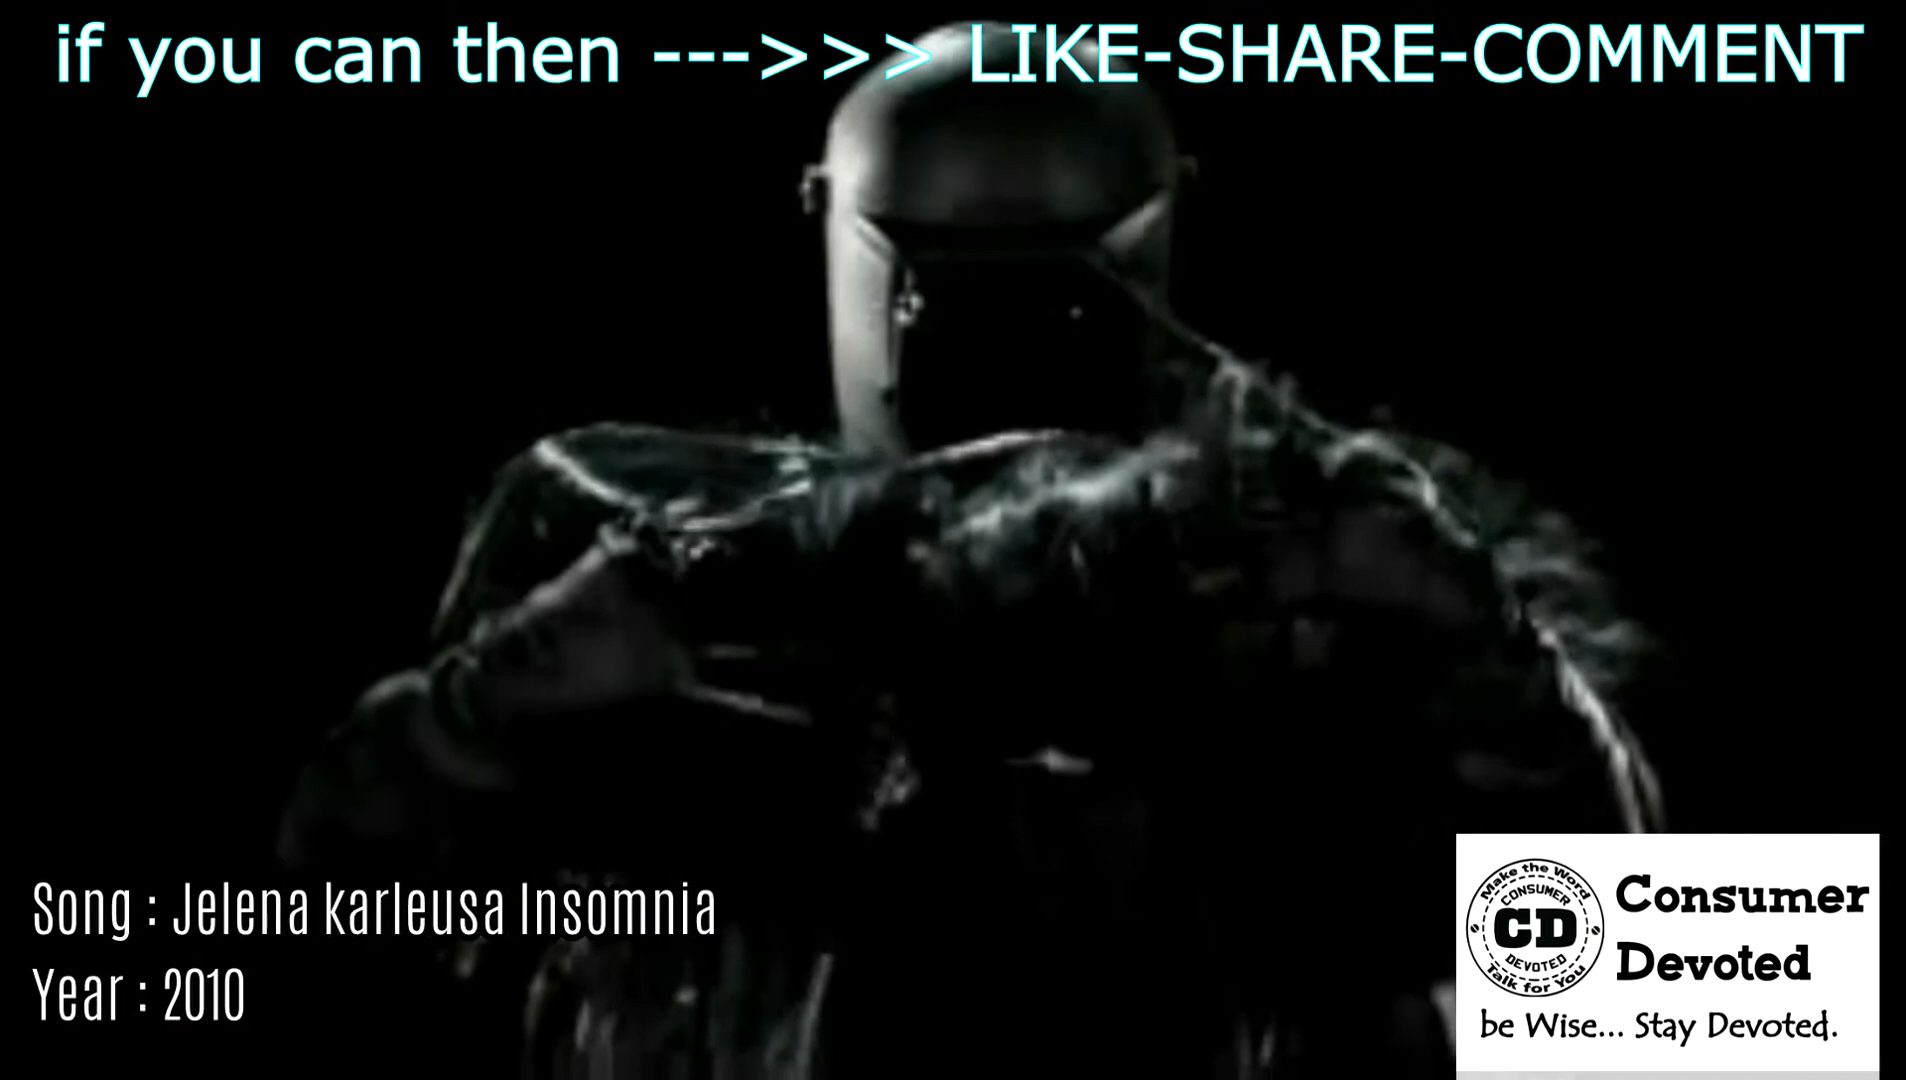 if you can then --->>> LIKE-SHARE-COMMENT
Song : Jelena karleusa Insomnia
Year : 2010
Make the Word
CONSUMER
CD
DEVOTED
Talk for You
Consumer
Devoted
be Wise... Stay Devoted.